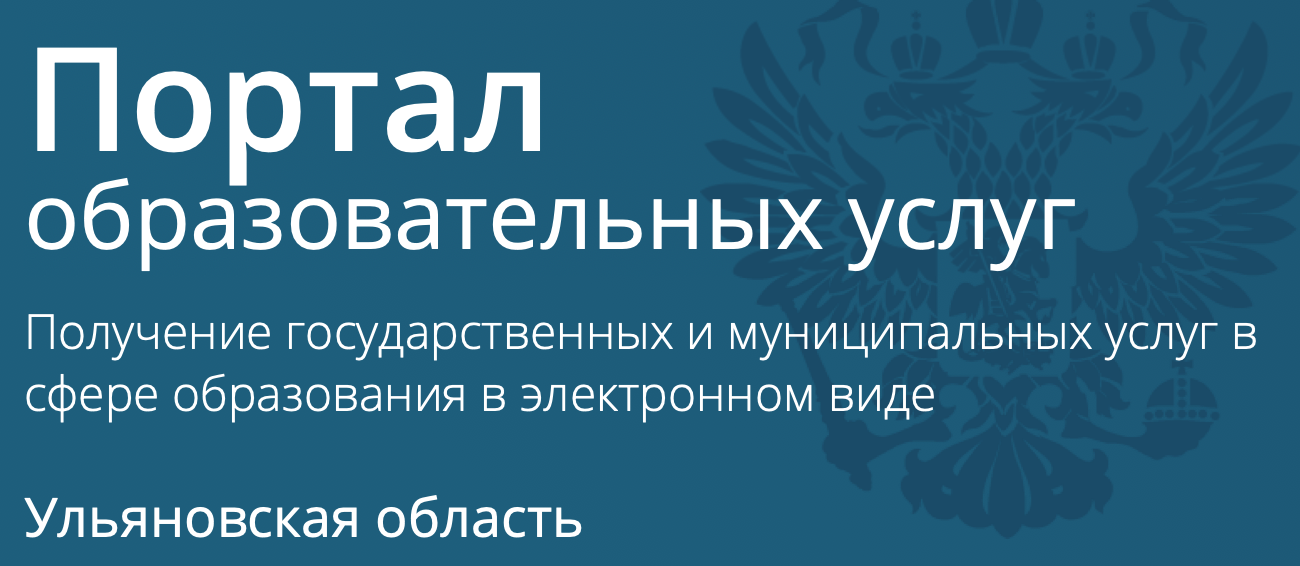 Портал
образовательных услуг
Получение государственных и муниципальных услуг в
сфере образования в электронном виде
Ульяновская область